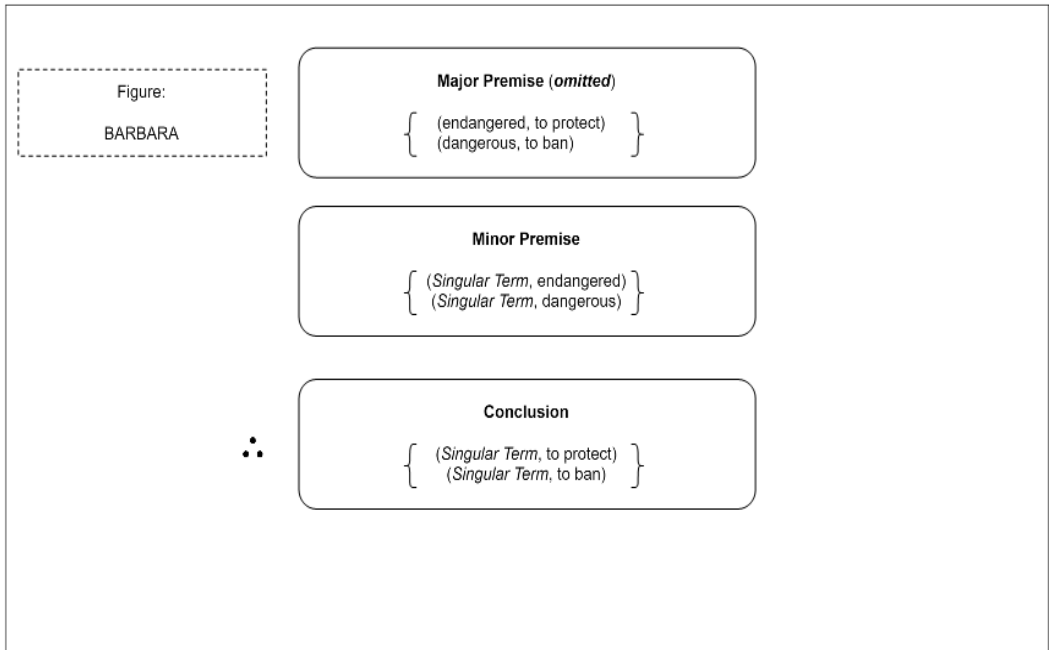 Figure:
BARBARA
Major Premise (omitted)
(endangered, to protect)
(dangerous, to ban)
Minor Premise
(Singular Term, endangered)
(Singular Term, dangerous)
∴
Conclusion
(Singular Term, to protect)
(Singular Term, to ban)